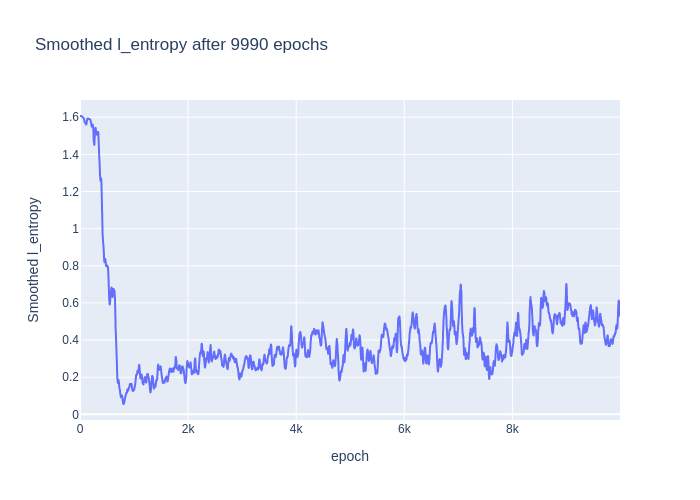 Smoothed l_entropy after 9990 epochs
Smoothed l_entropy
1.6
1.4
1.2
1
0.8
0.6
0.4
0.2
0
0
2k
4k
6k
8k
epoch